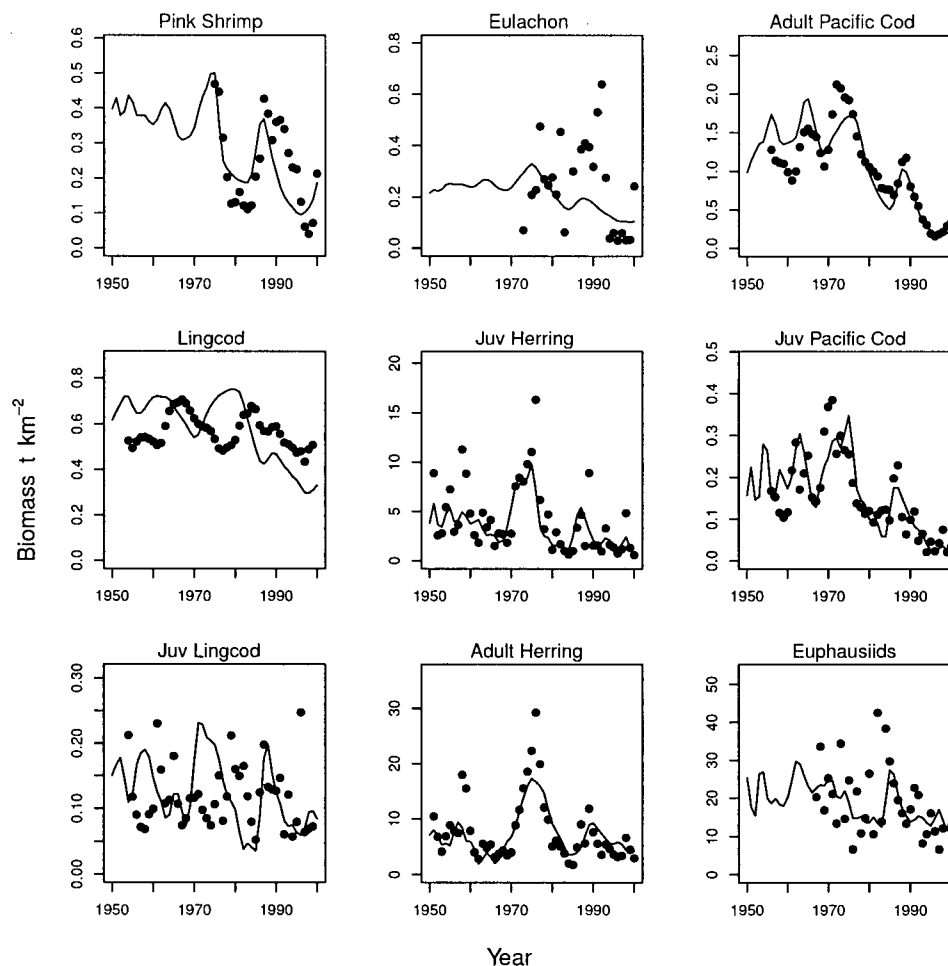 Pink Shrimp
0.6
0.5
0.4
0.3
0.2
0.1
0.0
1950 1970 1990
Eulachon
0.8
0.6
0.4
0.2
0.0
1950 1970 1990
Adult Pacific Cod
2.5
2.0
1.5
1.0
0.5
0.0
1950 1970 1990
Lingcod
0.8
0.6
0.4
0.2
0.0
1950 1970 1990
Juv Herring
20
15
10
5
0
1950 1970 1990
Juv Pacific Cod
0.5
0.4
0.3
0.2
0.1
0.0
1950 1970 1990
Juv Lingcod
0.30
0.20
0.10
0.00
1950 1970 1990
Adult Herring
30
20
10
0
1950 1970 1990
Euphausiids
50
40
30
20
10
0
1950 1970 1990
Biomass t km⁻²
Year